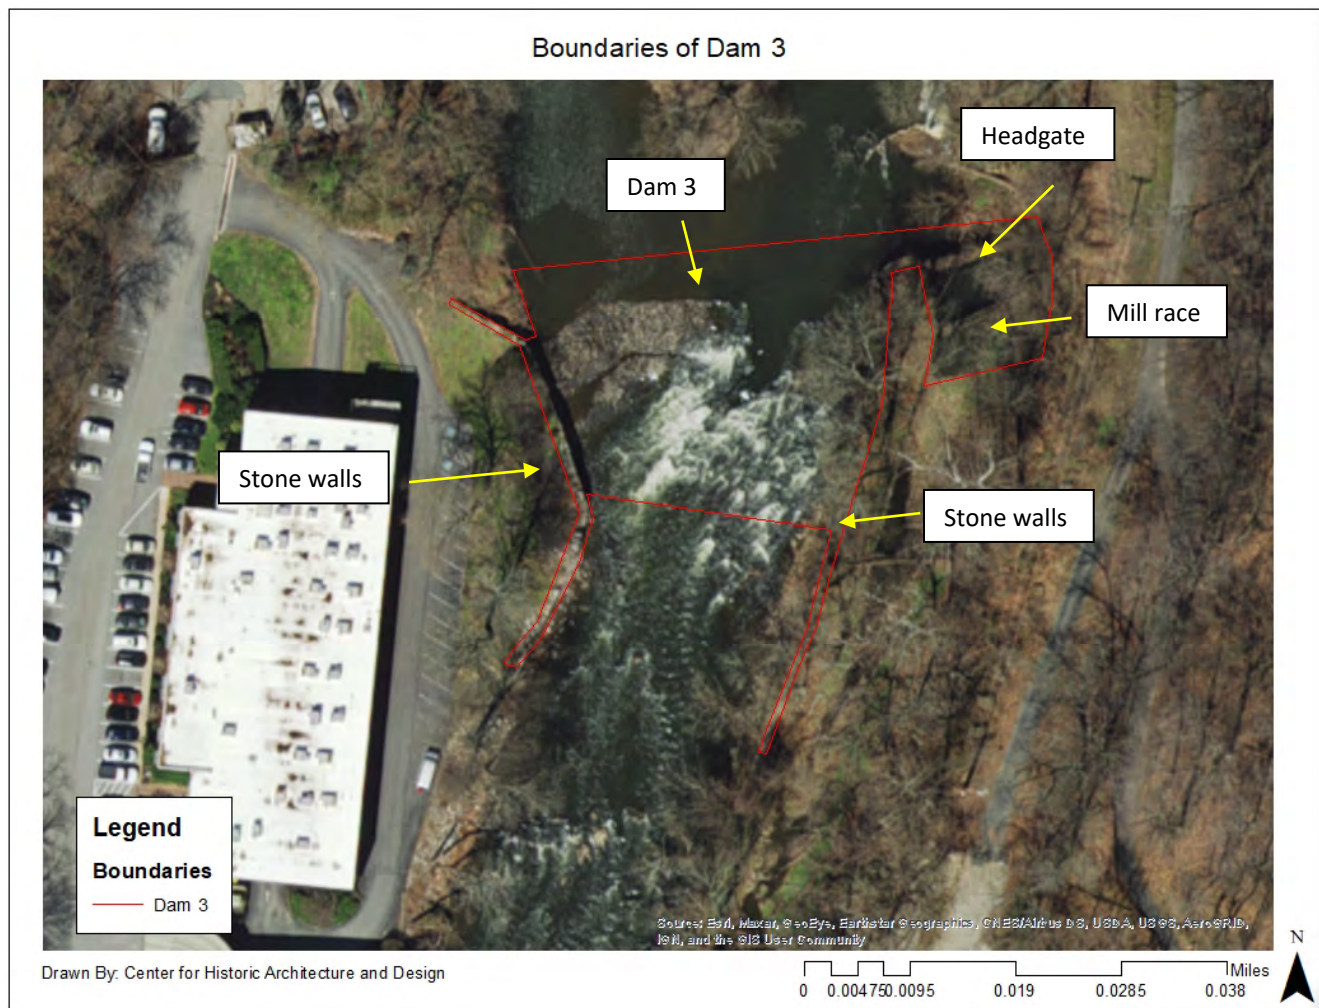 Boundaries of Dam 3
Headgate
Dam 3
Mill race
Stone walls
Stone walls
Legend
Boundaries
Dam 3
Source: Esri, Maxar, GeoEye, Earthstar Geographics, CNES/Airbus DS, USDA, USGS, AeroGRID,
IGN, and the GIS User Community
Drawn By: Center for Historic Architecture and Design
Miles
0 0.00475 0.0095 0.019 0.0285 0.038
N